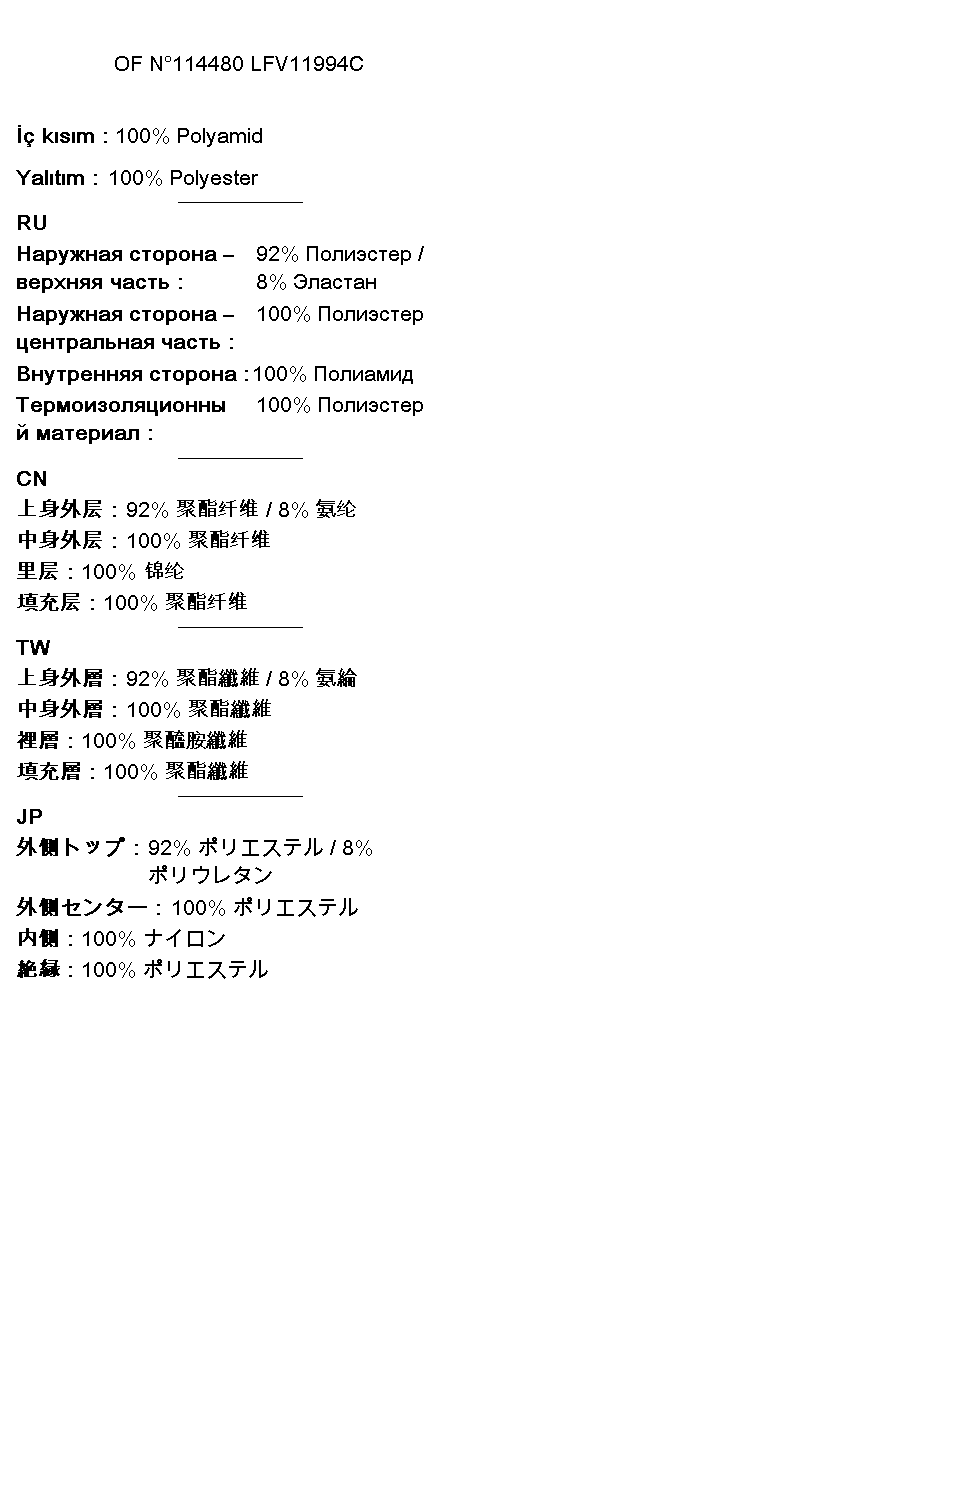 OF N°114480 LFV11994C
İç kısım : 100% Polyamid
Yalıtım : 100% Polyester
RU
Наружная сторона – 92% Полиэстер /
верхняя часть : 8% Эластан
Наружная сторона – 100% Полиэстер
центральная часть :
Внутренняя сторона : 100% Полиамид
Термоизоляционны 100% Полиэстер
й материал :
CN
上身外层 : 92% 聚酯纤维 / 8% 氨纶
中身外层 : 100% 聚酯纤维
里层 : 100% 锦纶
填充层 : 100% 聚酯纤维
TW
上身外層 : 92% 聚酯纖維 / 8% 氨綸
中身外層 : 100% 聚酯纖維
裡層 : 100% 聚醯胺纖維
填充層 : 100% 聚酯纖維
JP
外側トップ : 92% ポリエステル / 8%
ポリウレタン
外側センター : 100% ポリエステル
内側 : 100% ナイロン
絶縁 : 100% ポリエステル